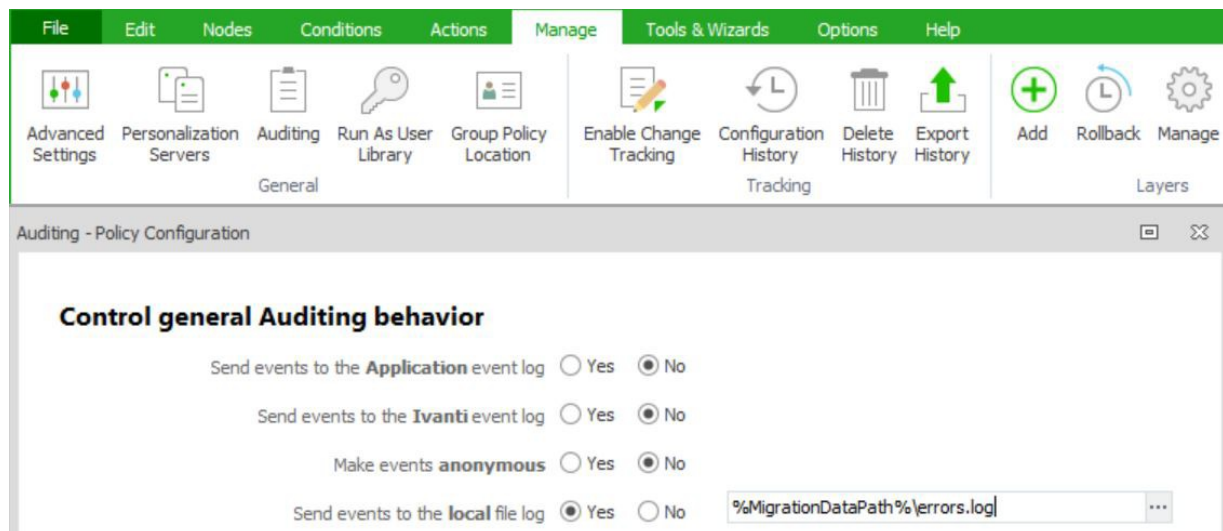 File Edit Nodes Conditions Actions Manage Tools & Wizards Options Help
Advanced Settings Personalization Servers Auditing Run As User Library Group Policy Location Enable Change Tracking Configuration History Delete History Export History Add Rollback Manage
General Tracking Layers
Auditing - Policy Configuration
Control general Auditing behavior
Send events to the Application event log Yes No
Send events to the Ivanti event log Yes No
Make events anonymous Yes No
Send events to the local file log Yes No %MigrationDataPath%\errors.log ...